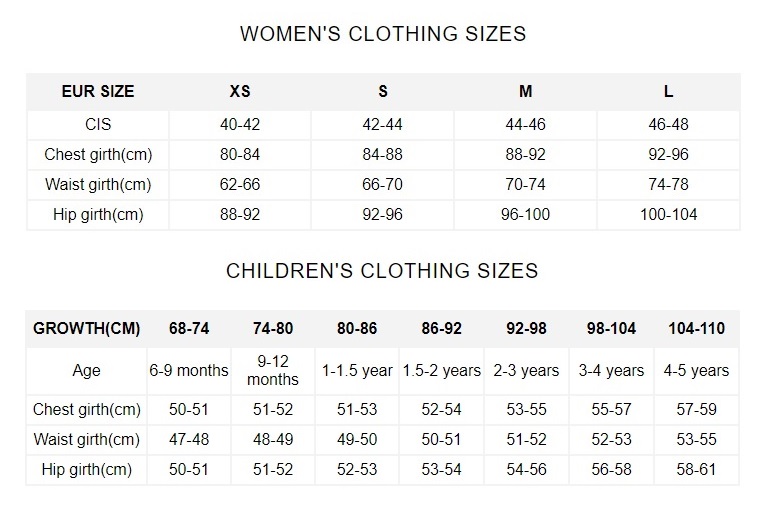 WOMEN'S CLOTHING SIZES
EUR SIZE XS S M L
CIS 40-42 42-44 44-46 46-48
Chest girth(cm) 80-84 84-88 88-92 92-96
Waist girth(cm) 62-66 66-70 70-74 74-78
Hip girth(cm) 88-92 92-96 96-100 100-104
CHILDREN'S CLOTHING SIZES
GROWTH(CM) 68-74 74-80 80-86 86-92 92-98 98-104 104-110
Age 6-9 months 9-12 months 1-1.5 year 1.5-2 years 2-3 years 3-4 years 4-5 years
Chest girth(cm) 50-51 51-52 51-53 52-54 53-55 55-57 57-59
Waist girth(cm) 47-48 48-49 49-50 50-51 51-52 52-53 53-55
Hip girth(cm) 50-51 51-52 52-53 53-54 54-56 56-58 58-61